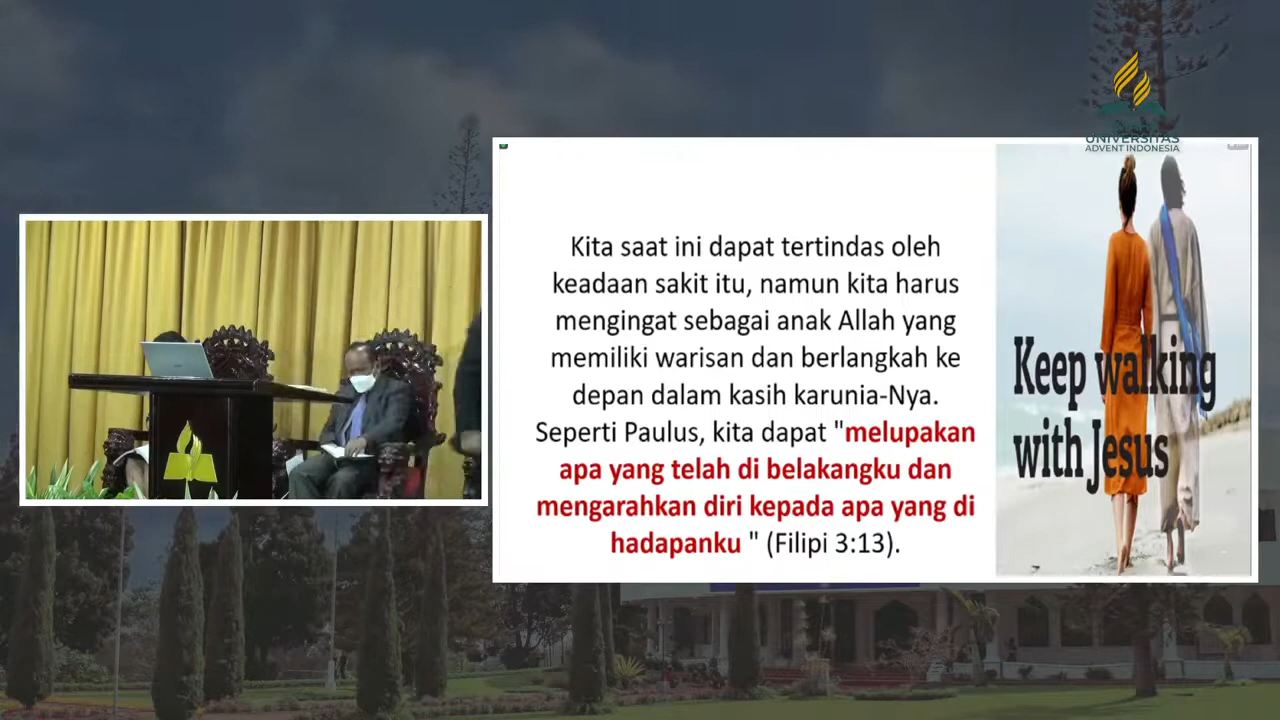 UNIVERSITAS
ADVENT INDONESIA
Kita saat ini dapat tertindas oleh
keadaan sakit itu, namun kita harus
mengingat sebagai anak Allah yang
memiliki warisan dan berlangkah ke
depan dalam kasih karunia-Nya.
Seperti Paulus, kita dapat "melupakan
apa yang telah di belakangku dan
mengarahkan diri kepada apa yang di
hadapanku " (Filipi 3:13).
Keep walking
with Jesus